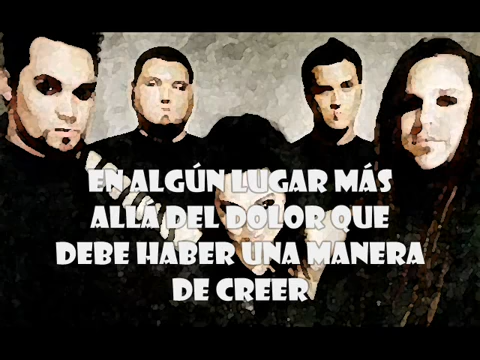 EN ALGÚN LUGAR MÁS
ALLÁ DEL DOLOR QUE
DEBE HABER UNA MANERA
DE CREER